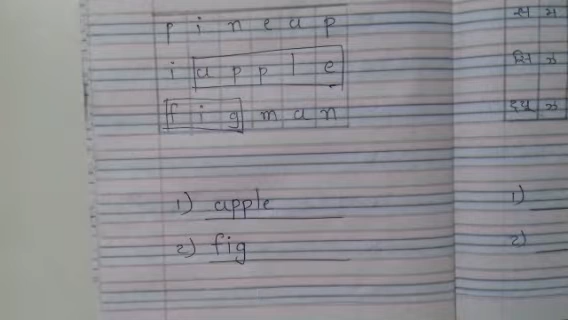 p i n e a p
i a p p l e
f i g m a n
1) apple
2) fig
1)
2)